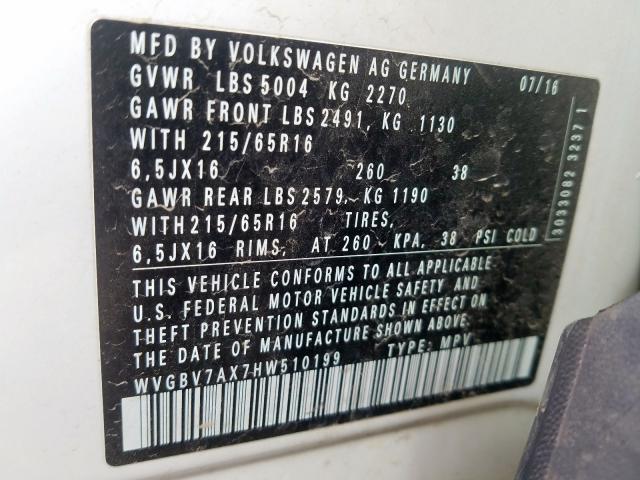 MFD BY VOLKSWAGEN AG GERMANY 07/16
GVWR LBS 5004 KG 2270
GAWR FRONT LBS 2491, KG 1130
WITH 215/65R16
6,5JX16 260 38
GAWR REAR LBS 2579, KG 1190
WITH 215/65R16 TIRES,
6,5JX16 RIMS, AT 260 KPA, 38 PSI COLD
THIS VEHICLE CONFORMS TO ALL APPLICABLE
U.S. FEDERAL MOTOR VEHICLE SAFETY AND
THEFT PREVENTION STANDARDS IN EFFECT ON
THE DATE OF MANUFACTURE SHOWN ABOVE.
WVGBV7AX7HW510199 TYPE: MPV
3033082 3237 1